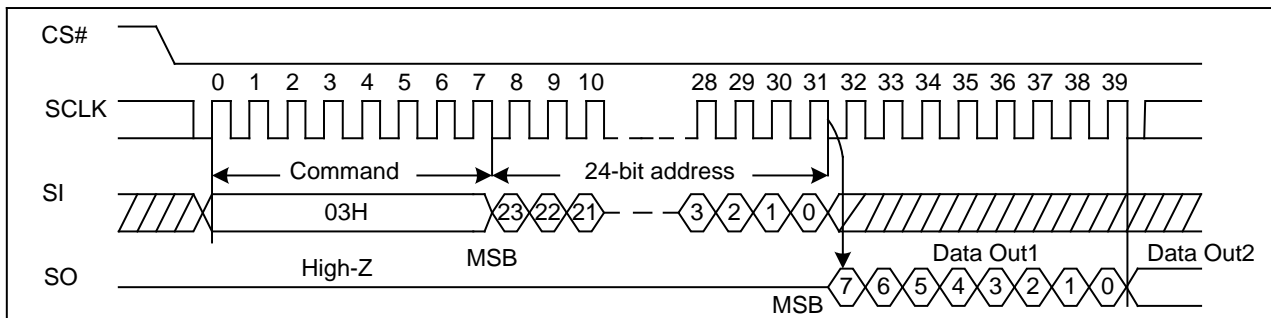 CS#
0 1 2 3 4 5 6 7 8 9 10 28 29 30 31 32 33 34 35 36 37 38 39
SCLK
Command 24-bit address
SI
03H 23 22 21 3 2 1 0
High-Z MSB Data Out1 Data Out2
SO
MSB 7 6 5 4 3 2 1 0